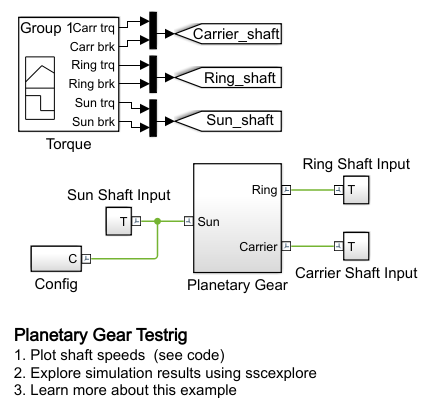 Group 1
Carr trq
Carr brk
Ring trq
Ring brk
Sun trq
Sun brk
Torque
Carrier_shaft
Ring_shaft
Sun_shaft
Ring Shaft Input
Sun Shaft Input
Ring
T
T
Sun
Carrier
T
C
Config
Planetary Gear
Carrier Shaft Input
Planetary Gear Testrig
1. Plot shaft speeds (see code)
2. Explore simulation results using sscexplore
3. Learn more about this example